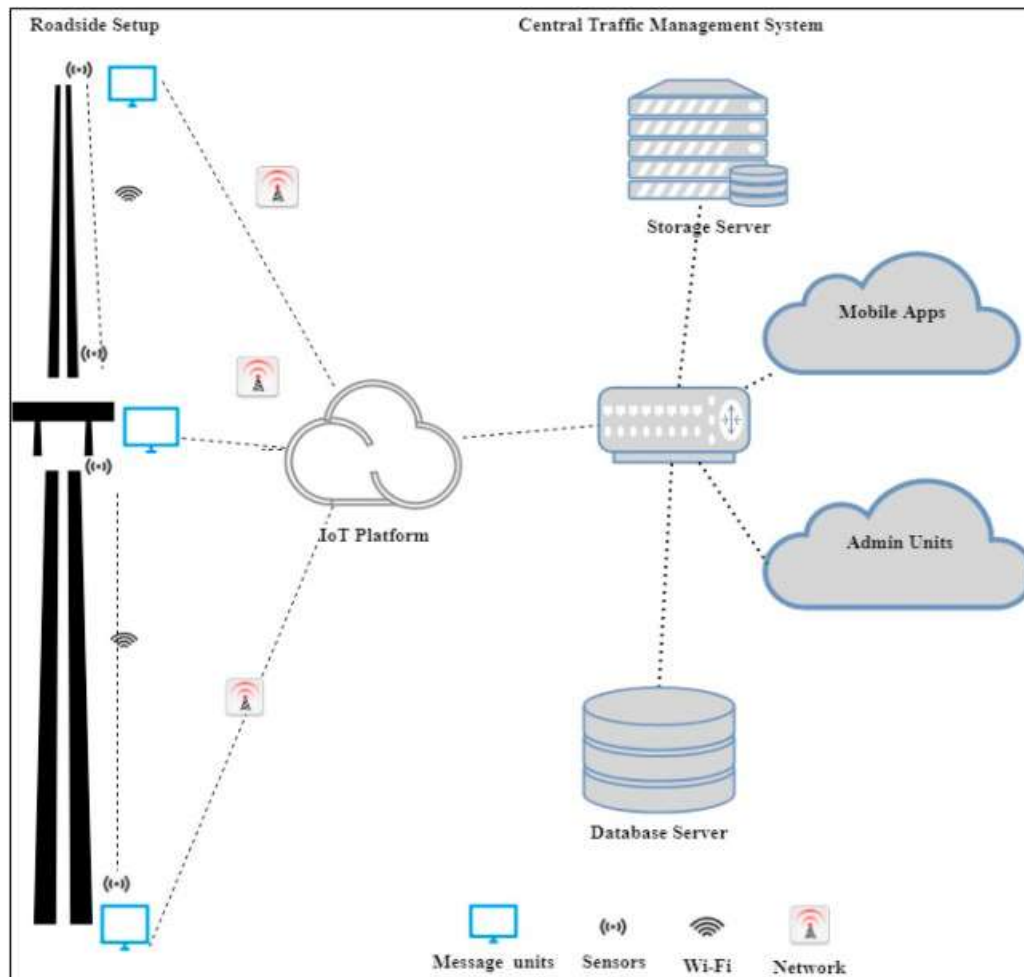 Roadside Setup
Central Traffic Management System
Storage Server
Mobile Apps
IoT Platform
Admin Units
Database Server
Message units
Sensors
Wi-Fi
Network